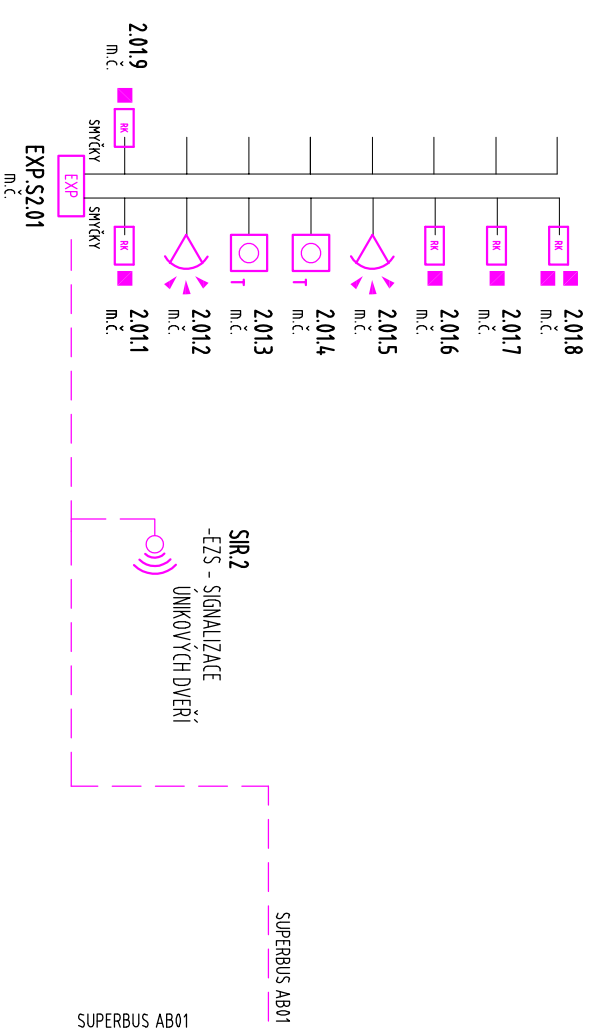 2.01.9
m.č.
RK
SMYČKY
EXP
EXP.S2.01
m.č.
SMYČKY
RK
2.01.1
m.č.
2.01.2
m.č.
T
2.01.3
m.č.
T
2.01.4
m.č.
2.01.5
m.č.
RK
2.01.6
m.č.
RK
2.01.7
m.č.
RK
2.01.8
m.č.
SIR.2
-EZS - SIGNALIZACE
ÚNIKOVÝCH DVEŘÍ
SUPERBUS AB01
SUPERBUS AB01